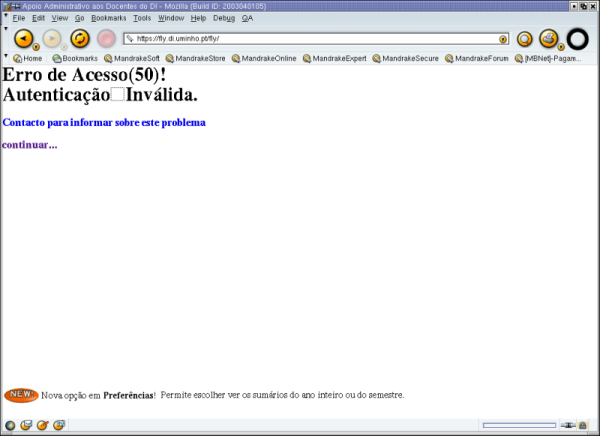 Apoio Administrativo aos Docentes do DI - Mozilla {Build ID: 2003040105}
File Edit View Go Bookmarks Tools Window Help Debug QA
https://fly.di.uminho.pt/fly/
Home Bookmarks MandrakeSoft MandrakeStore MandrakeOnline MandrakeExpert MandrakeSecure MandrakeForum [MBNet]-Pagam...
Erro de Acesso(50)!
Autenticação Inválida.
Contacto para informar sobre este problema
continuar...
NEW! Nova opção em Preferências! Permite escolher ver os sumários do ano inteiro ou do semestre.